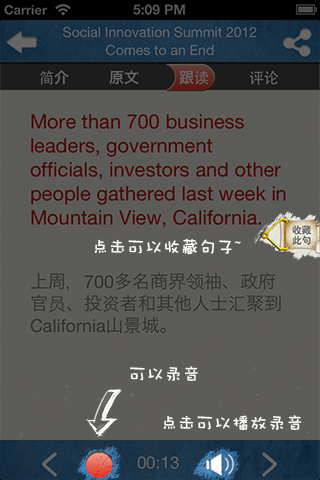 Carrier 5:09 PM
Social Innovation Summit 2012
Comes to an End
简介 原文 跟读 评论
More than 700 business
leaders, government
officials, investors and other
people gathered last week in
Mountain View, California.
收藏
此句
点击可以收藏句子~
上周，700多名商界领袖、政府
官员、投资者和其他人士汇聚到
California山景城。
可以录音
点击可以播放录音
00:13